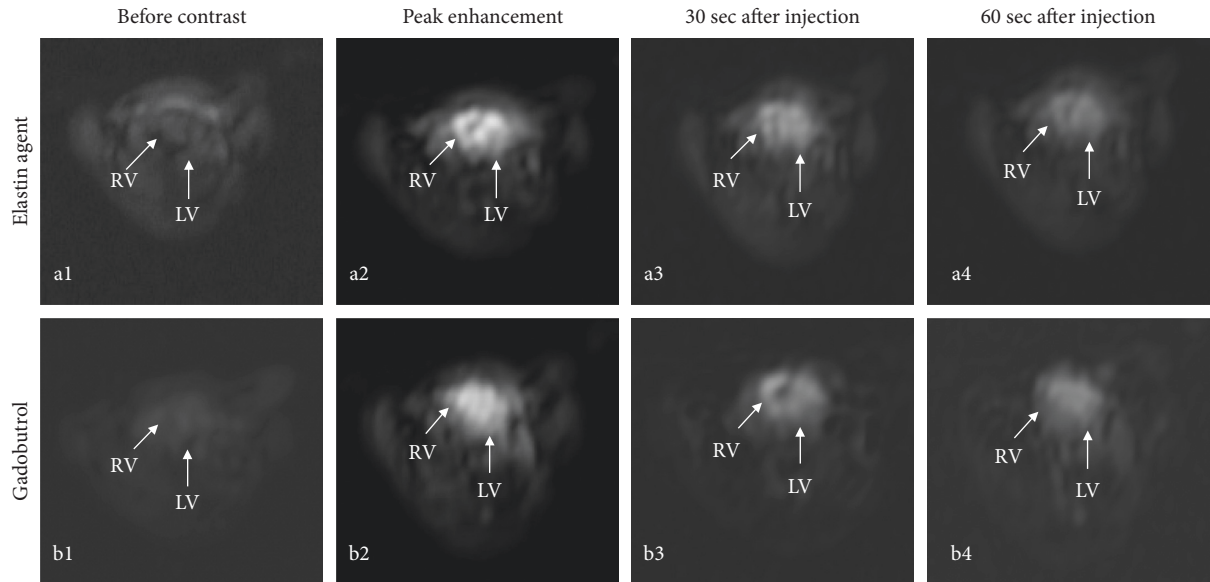 Before contrast
Peak enhancement
30 sec after injection
60 sec after injection
Elastin agent
RV
LV
a1
RV
LV
a2
RV
LV
a3
RV
LV
a4
Gadobutrol
RV
LV
b1
RV
LV
b2
RV
LV
b3
RV
LV
b4